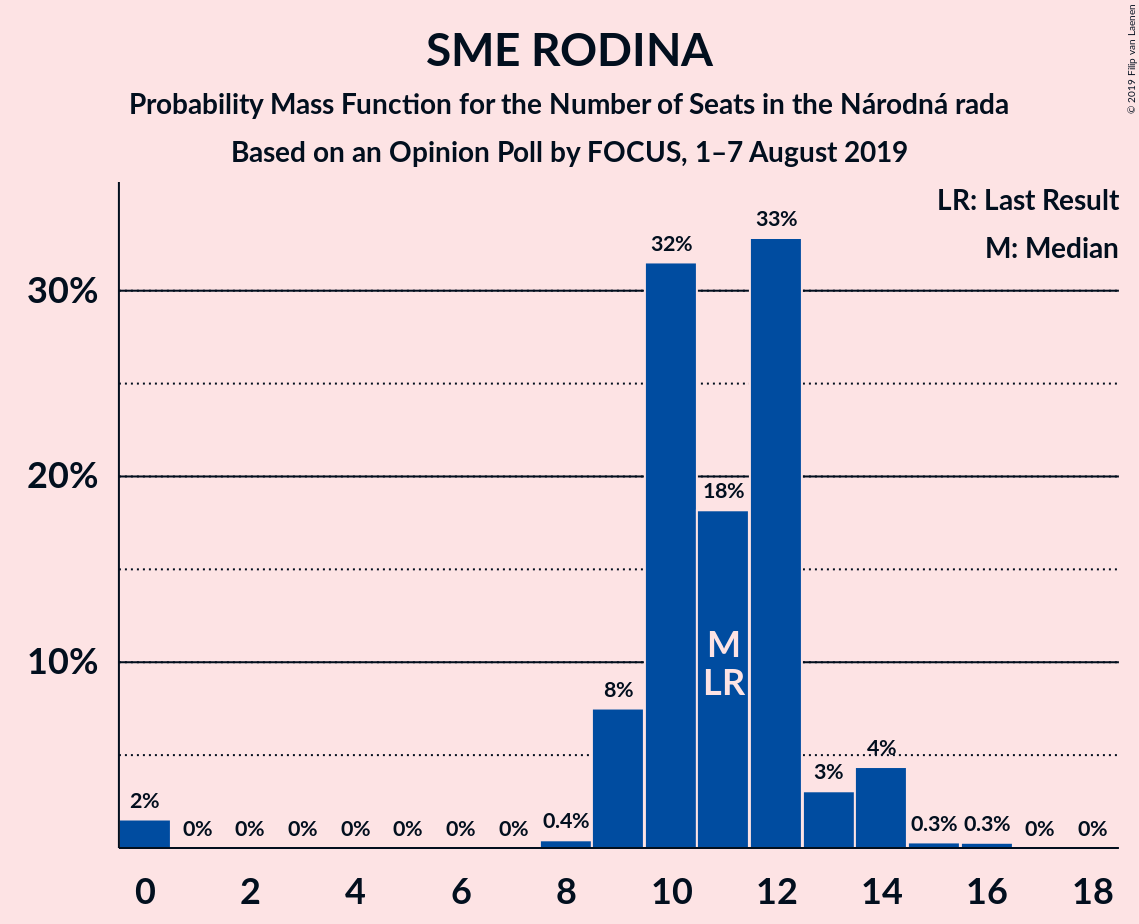 SME RODINA
Probability Mass Function for the Number of Seats in the Národná rada
Based on an Opinion Poll by FOCUS, 1–7 August 2019
© 2019 Filip van Laenen
LR: Last Result
M: Median
33%
32%
30%
20%
18%
M
LR
10%
8%
4%
3%
2%
0% 0% 0% 0% 0% 0% 0% 0.4% 0.3% 0.3% 0% 0%
0 2 4 6 8 10 12 14 16 18